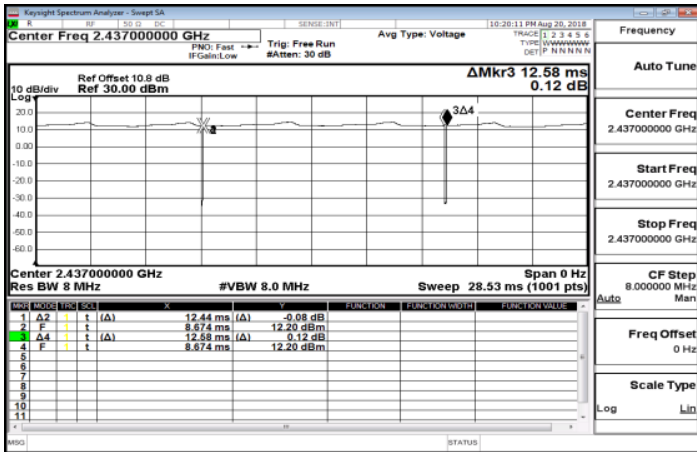 Keysight Spectrum Analyzer - Swept SA
R RF 50 Ω DC SENSE:INT 10:20:11 PM Aug 20, 2018
Center Freq 2.437000000 GHz Avg Type: Voltage TRACE 1 2 3 4 5 6
PNO: Fast Trig: Free Run TYPE WWWWWW
IFGain:Low #Atten: 30 dB DET P NNNNN
Frequency
Auto Tune
Center Freq
2.437000000 GHz
Start Freq
2.437000000 GHz
Stop Freq
2.437000000 GHz
CF Step
8.000000 MHz
Auto Man
Freq Offset
0 Hz
Scale Type
Log Lin
Ref Offset 10.8 dB ΔMkr3 12.58 ms
10 dB/div Ref 30.00 dBm 0.12 dB
Log
20.0
10.0
0.00
-10.0
-20.0
-30.0
-40.0
-50.0
-60.0
3Δ4
Center 2.437000000 GHz Span 0 Hz
Res BW 8 MHz #VBW 8.0 MHz Sweep 28.53 ms (1001 pts)
MKR MODE TRC SCL X Y FUNCTION FUNCTION WIDTH FUNCTION VALUE
1 Δ2 1 t (Δ) 12.44 ms (Δ) -0.08 dB
2 F 1 t 8.674 ms 12.20 dBm
3 Δ4 1 t (Δ) 12.58 ms (Δ) 0.12 dB
4 F 1 t 8.674 ms 12.20 dBm
5
6
7
8
9
10
11
MSG STATUS